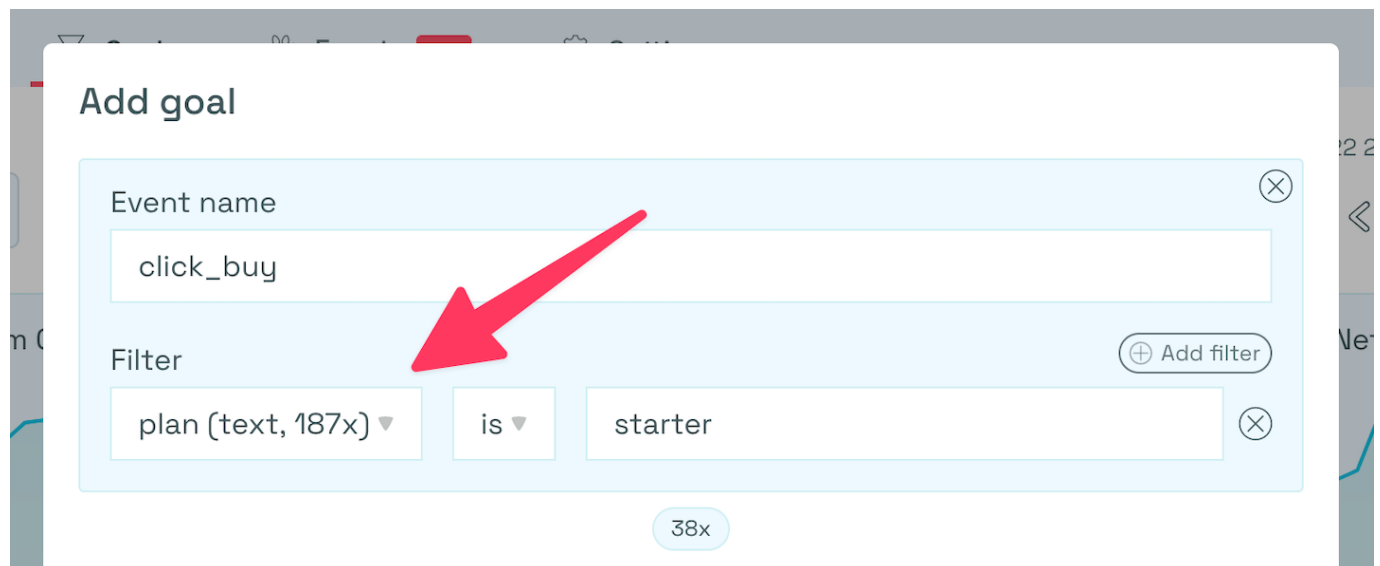 Add goal
Event name
click_buy
Filter
Add filter
plan (text, 187x) is starter
38x